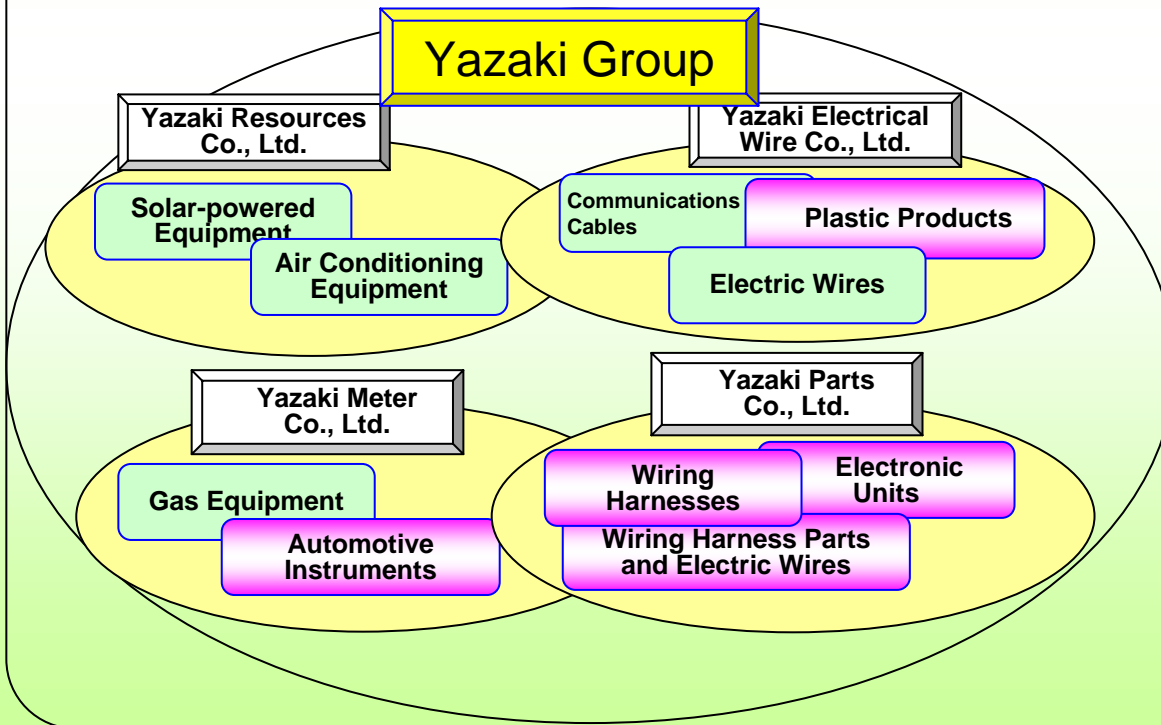 Yazaki Group
Yazaki Resources
Co., Ltd.
Solar-powered
Equipment
Air Conditioning
Equipment
Yazaki Electrical
Wire Co., Ltd.
Communications
Cables
Plastic Products
Electric Wires
Yazaki Meter
Co., Ltd.
Gas Equipment
Automotive
Instruments
Yazaki Parts
Co., Ltd.
Wiring
Harnesses
Electronic
Units
Wiring Harness Parts
and Electric Wires